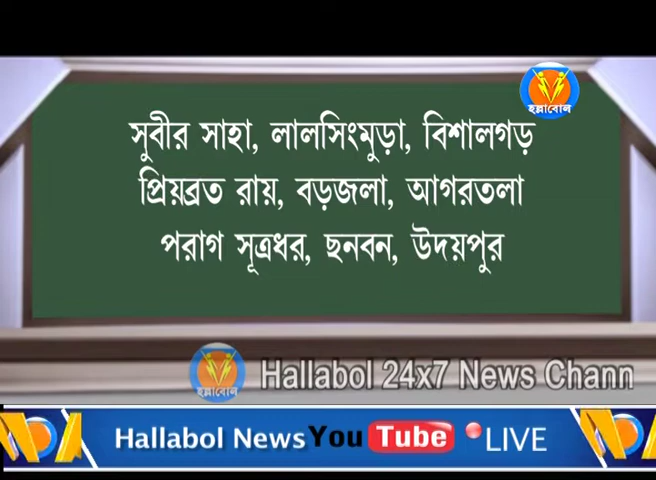 হল্লাবোল
সুবীর সাহা, লালসিংমুড়া, বিশালগড়
প্রিয়ব্রত রায়, বড়জলা, আগরতলা
পরাগ সূত্রধর, ছনবন, উদয়পুর
হল্লাবোল
Hallabol 24x7 News Chann
Hallabol News You Tube LIVE